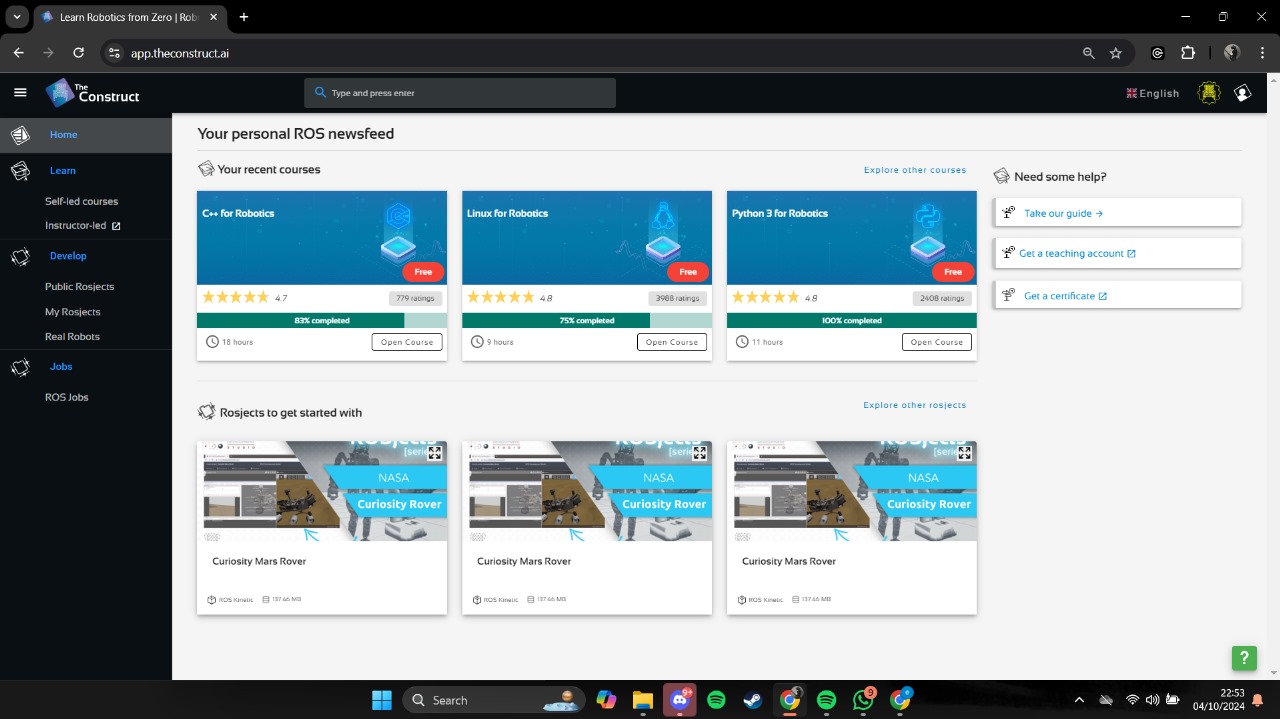 Learn Robotics from Zero | Rob
app.theconstruct.ai
The
Construct
Type and press enter
English
Home
Learn
Self-led courses
Instructor-led
Develop
Public Rosjects
My Rosjects
Real Robots
Jobs
ROS Jobs
Your personal ROS newsfeed
Your recent courses
Explore other courses
C++ for Robotics
Free
4.7
779 ratings
83% completed
18 hours
Open Course
Linux for Robotics
Free
4.8
3988 ratings
75% completed
9 hours
Open Course
Python 3 for Robotics
Free
4.8
2408 ratings
100% completed
11 hours
Open Course
Need some help?
Take our guide →
Get a teaching account
Get a certificate
Rosjects to get started with
Explore other rosjects
ROSjects
NASA
Curiosity Rover
Curiosity Mars Rover
ROS Kinetic 137.46 MB
ROSjects
NASA
Curiosity Rover
Curiosity Mars Rover
ROS Kinetic 137.46 MB
ROSjects
NASA
Curiosity Rover
Curiosity Mars Rover
ROS Kinetic 137.46 MB
?
Search
9+
9
22:53
04/10/2024